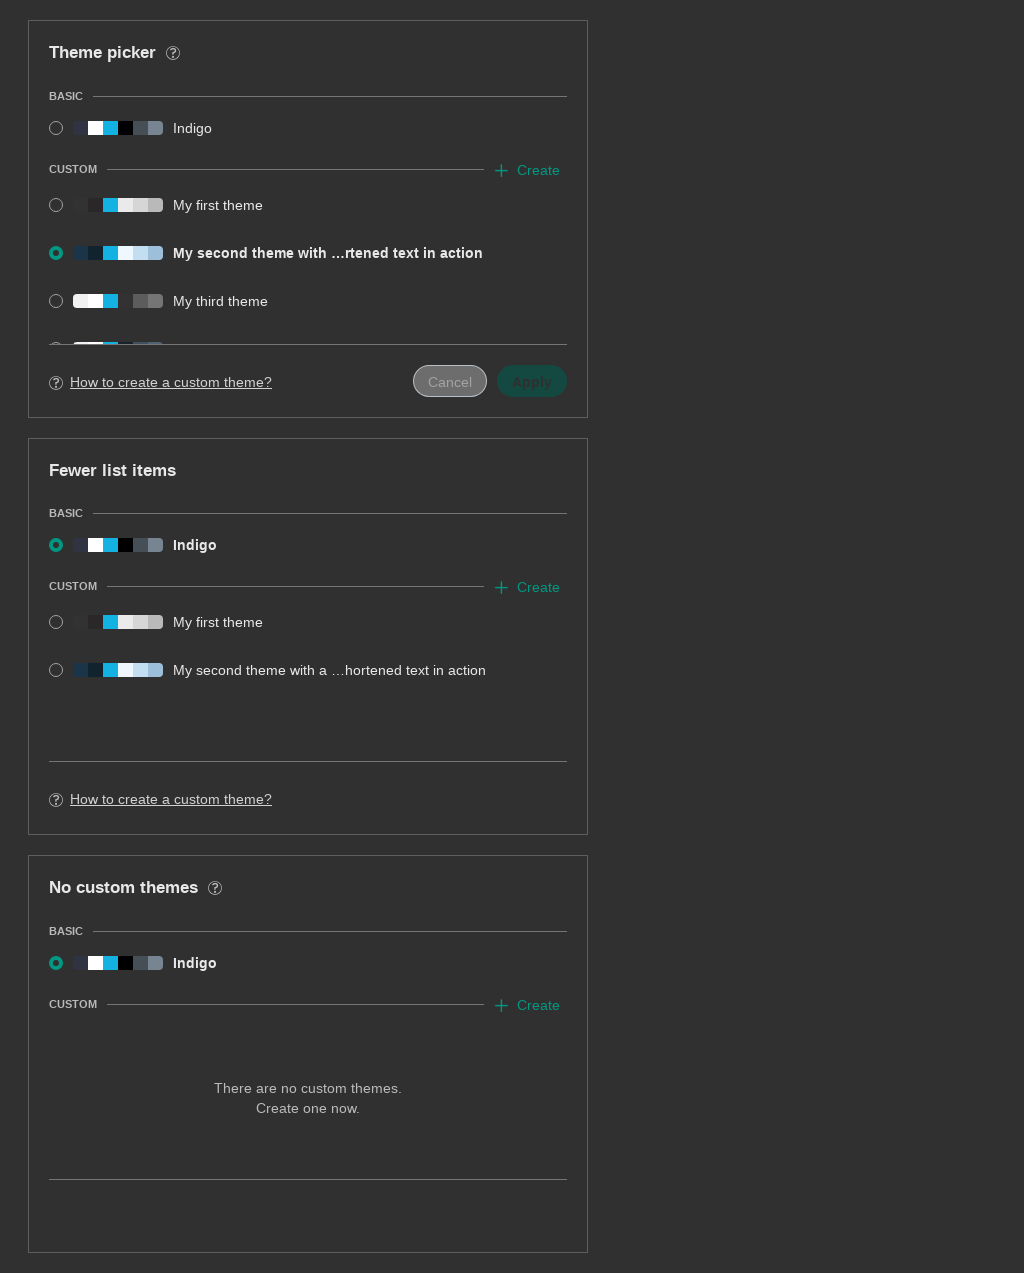 Theme picker
BASIC
Indigo
CUSTOM
Create
My first theme
My second theme with …rtened text in action
My third theme
How to create a custom theme?
Cancel
Apply
Fewer list items
BASIC
Indigo
CUSTOM
Create
My first theme
My second theme with a …hortened text in action
How to create a custom theme?
No custom themes
BASIC
Indigo
CUSTOM
Create
There are no custom themes.
Create one now.